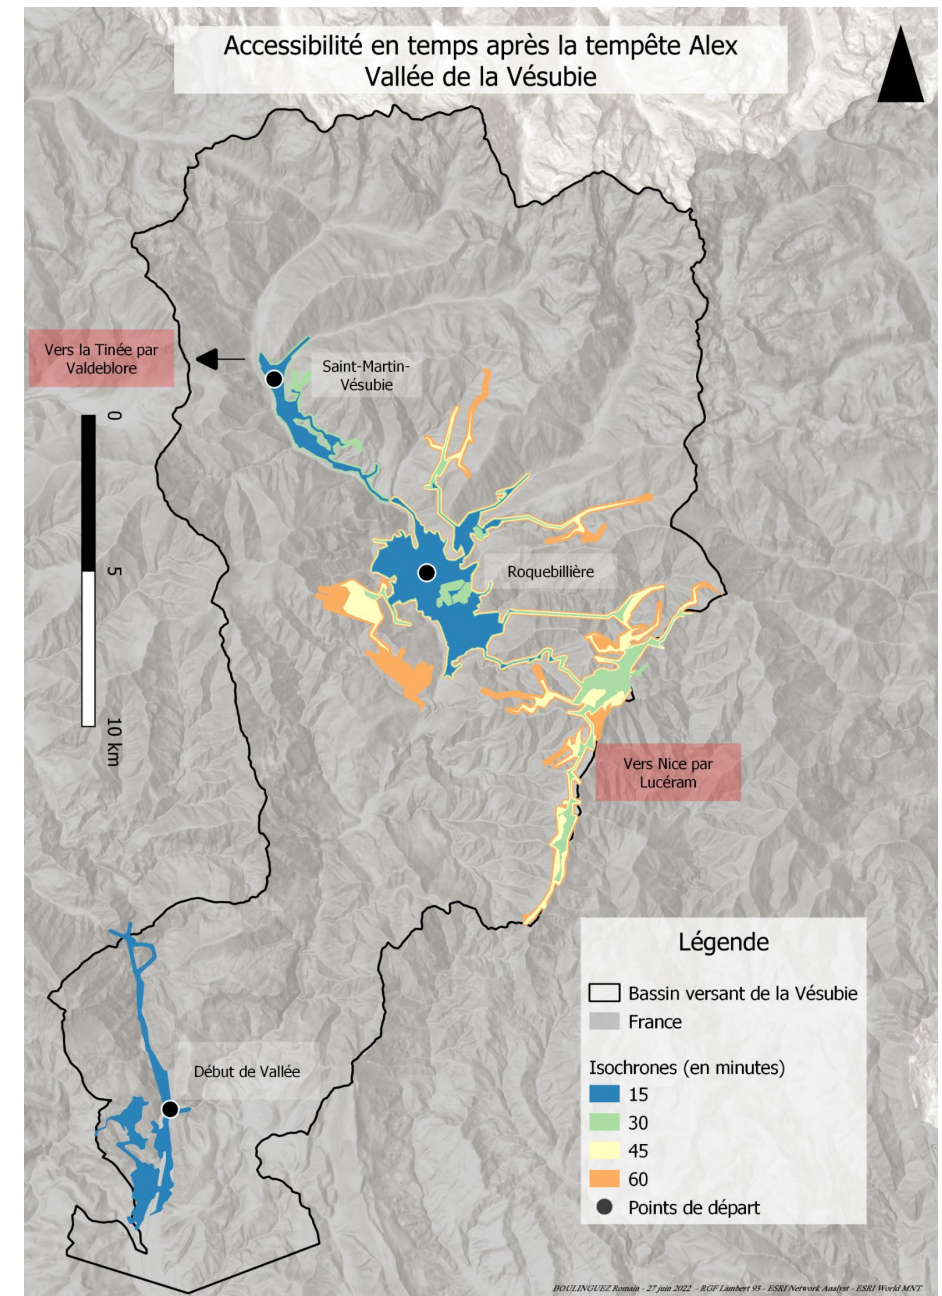 Accessibilité en temps après la tempête Alex
Vallée de la Vésubie
Vers la Tinée par
Valdeblore
Saint-Martin-
Vésubie
0
5
10 km
Roquebillière
Vers Nice par
Lucéram
Début de Vallée
Légende
Bassin versant de la Vésubie
France
Isochrones (en minutes)
15
30
45
60
Points de départ
BOULINGUEZ Romain - 27 juin 2022 - RGF Lambert 93 - ESRI Network Analyst - ESRI World MNT